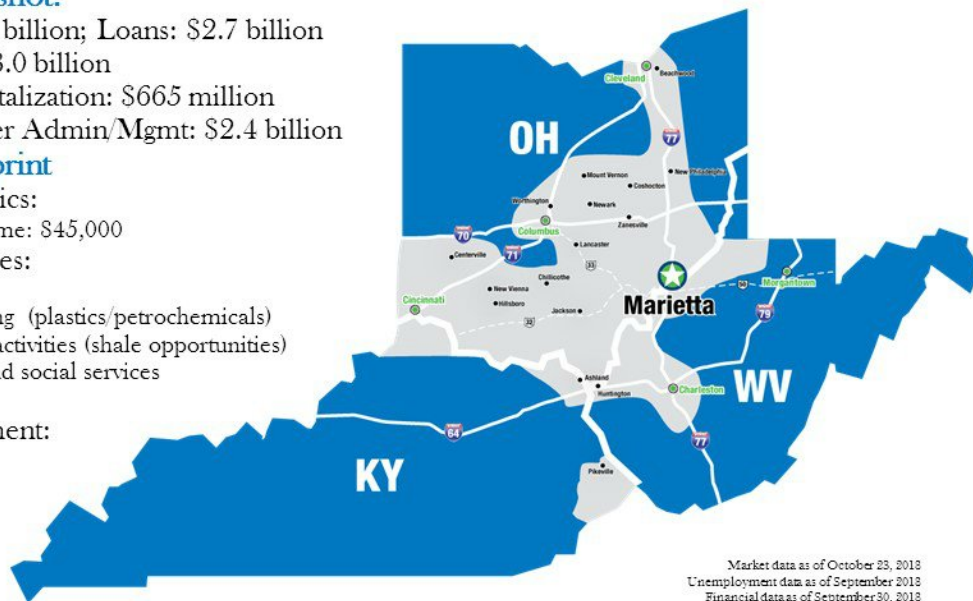 shot:
billion; Loans: $2.7 billion
3.0 billion
talization: $665 million
er Admin/Mgmt: $2.4 billion
print
ics:
me: $45,000
es:
ng (plastics/petrochemicals)
activities (shale opportunities)
nd social services
nent:
OH
Cleveland
Beachwood
77
Mount Vernon
New Philadelphia
Coshocton
Worthington
Newark
Zanesville
Columbus
70
71
Lancaster
Centerville
33
Chillicothe
New Vienna
Hillsboro
Jackson
Cincinnati
32
Marietta
50
Morgantown
79
Ashland
Huntington
Charleston
WV
64
77
KY
Pikeville
Market data as of October 23, 2018
Unemployment data as of September 2018
Financial data as of September 30, 2018